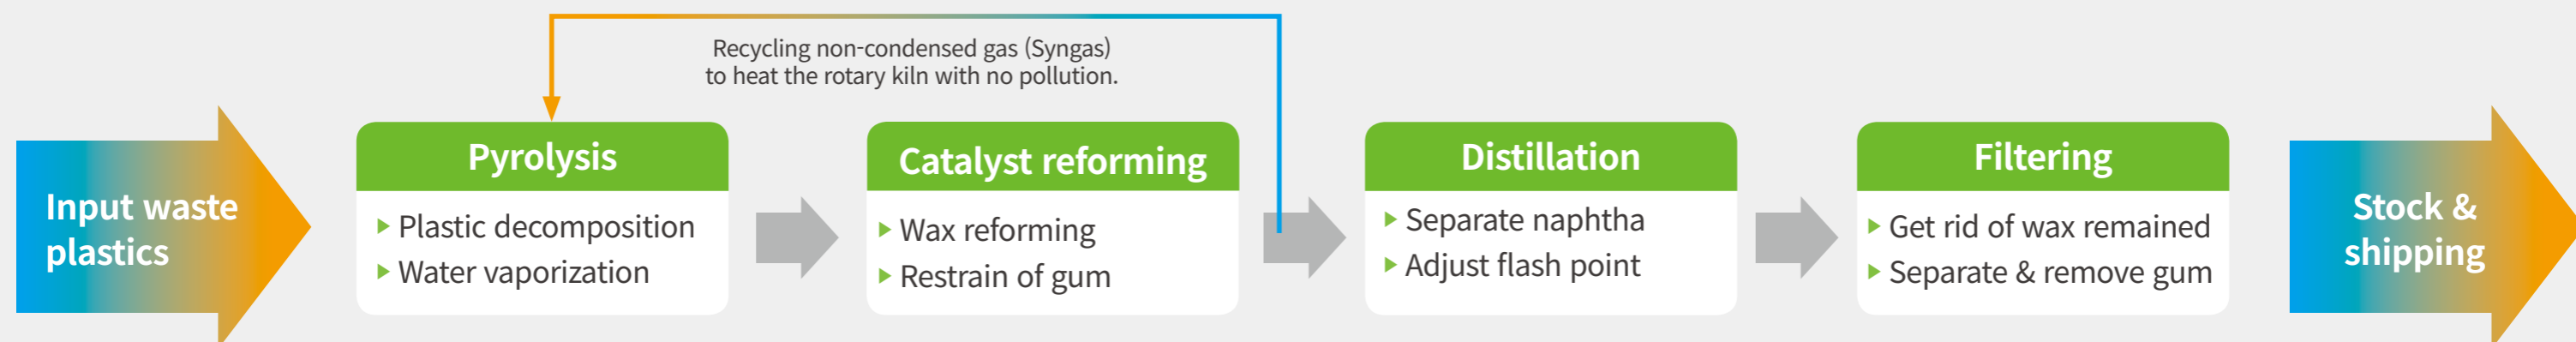 Recycling non-condensed gas (Syngas)
to heat the rotary kiln with no pollution.
Input waste
plastics
Pyrolysis
Plastic decomposition
Water vaporization
Catalyst reforming
Wax reforming
Restrain of gum
Distillation
Separate naphtha
Adjust flash point
Filtering
Get rid of wax remained
Separate & remove gum
Stock &
shipping